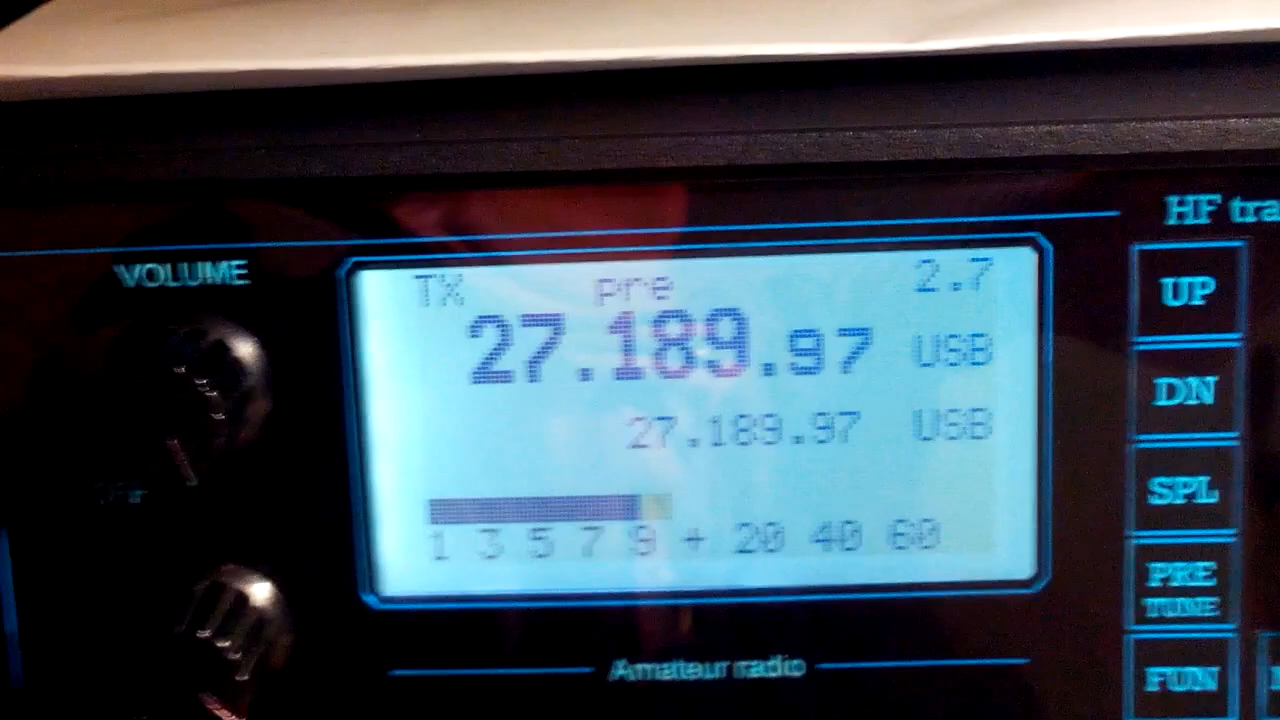 HF tra
VOLUME
TX pre 2.7
27.189.97 USB
27.189.97 USB
1 3 5 7 9 + 20 40 60
UP
DN
SPL
PRE
TUNE
FUN
Amateur radio